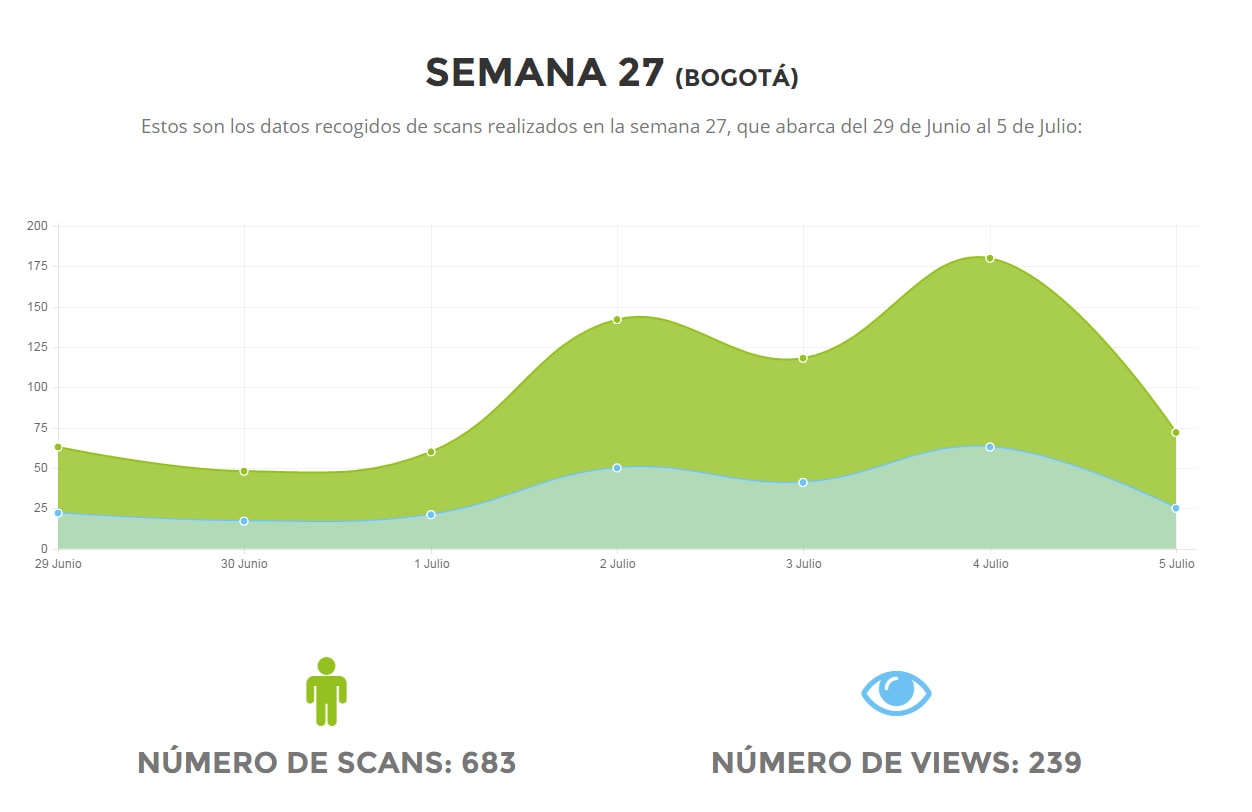 SEMANA 27 (BOGOTÁ)
Estos son los datos recogidos de scans realizados en la semana 27, que abarca del 29 de Junio al 5 de Julio:
200
175
150
125
100
75
50
25
0
29 Junio 30 Junio 1 Julio 2 Julio 3 Julio 4 Julio 5 Julio
NÚMERO DE SCANS: 683 NÚMERO DE VIEWS: 239